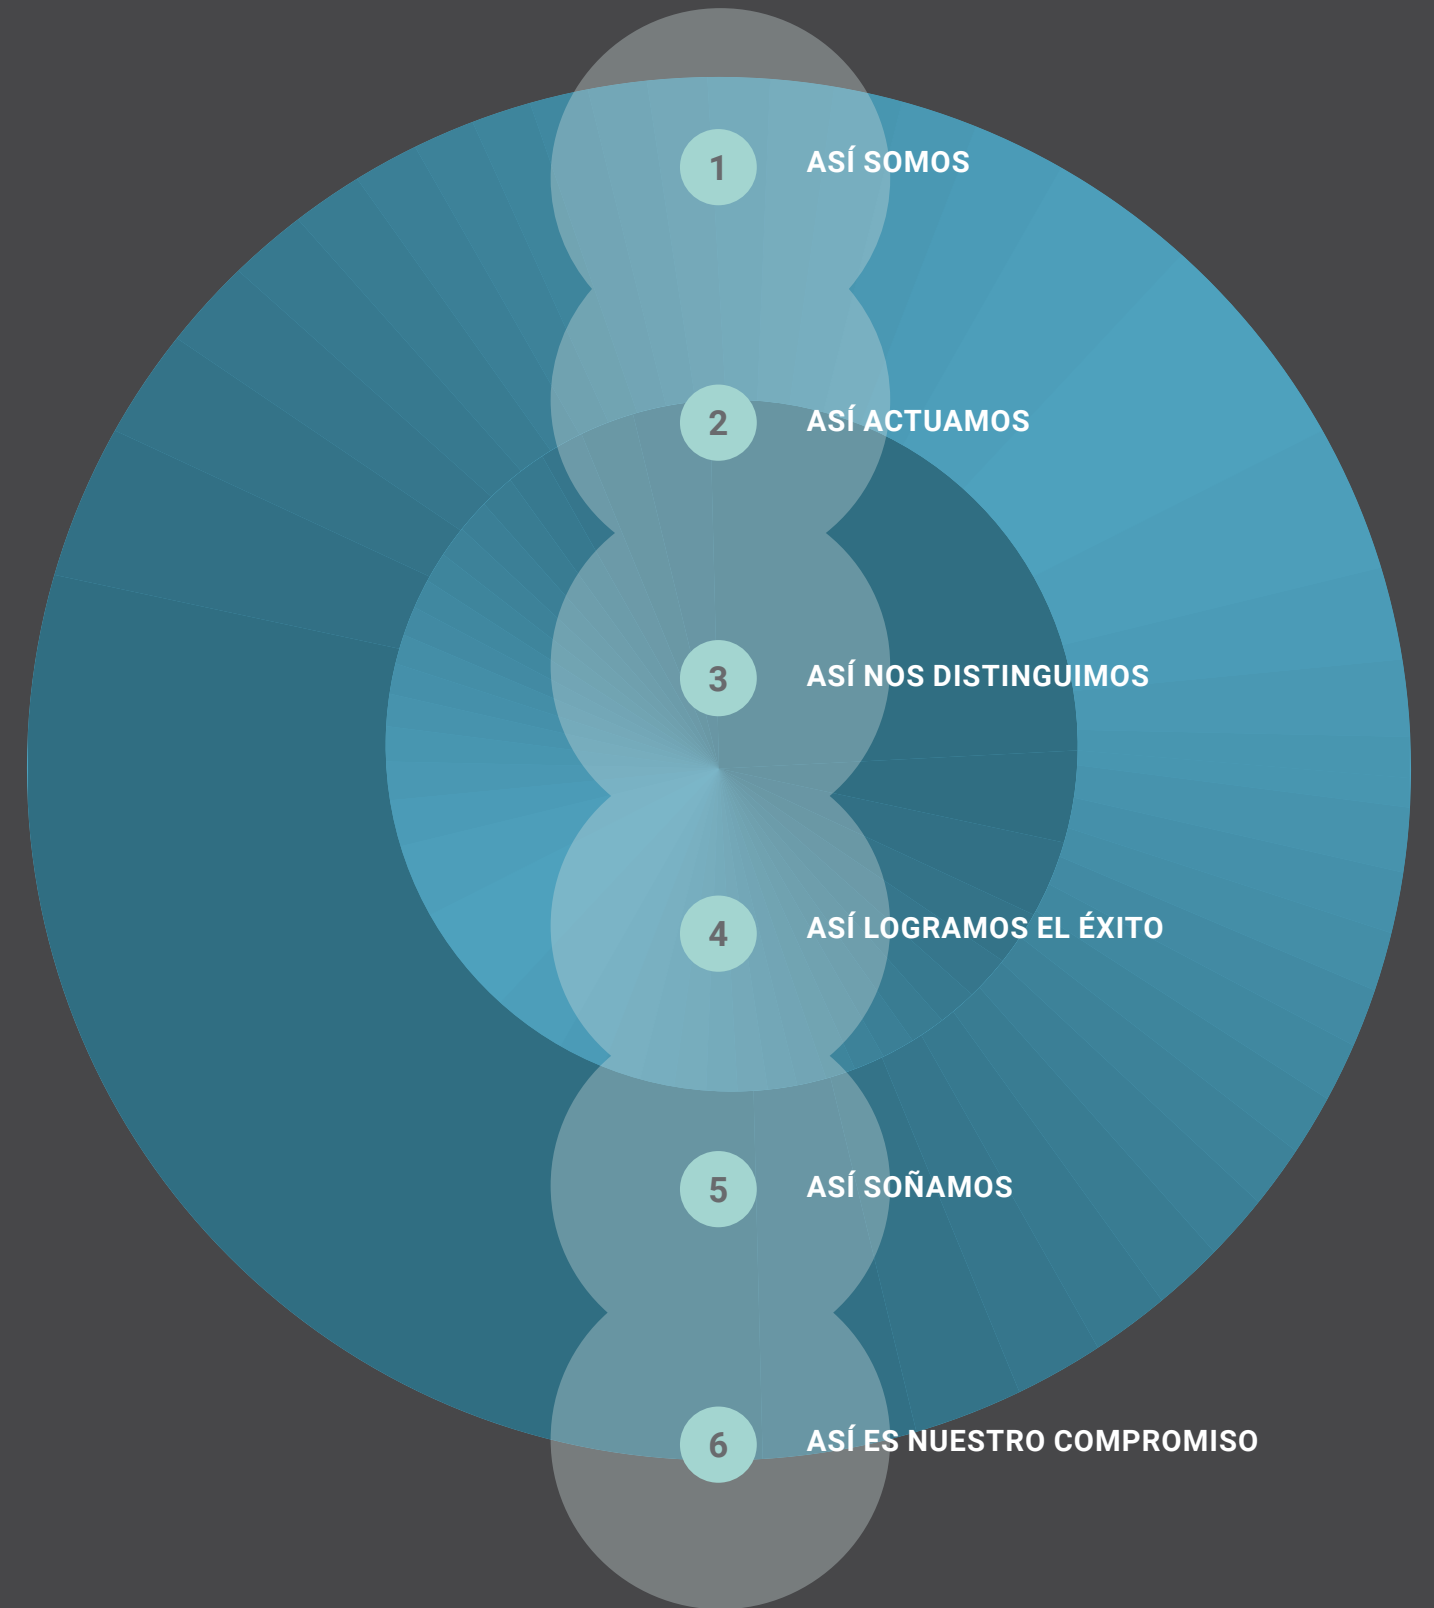 1 ASÍ SOMOS
2 ASÍ ACTUAMOS
3 ASÍ NOS DISTINGUIMOS
4 ASÍ LOGRAMOS EL ÉXITO
5 ASÍ SOÑAMOS
6 ASÍ ES NUESTRO COMPROMISO